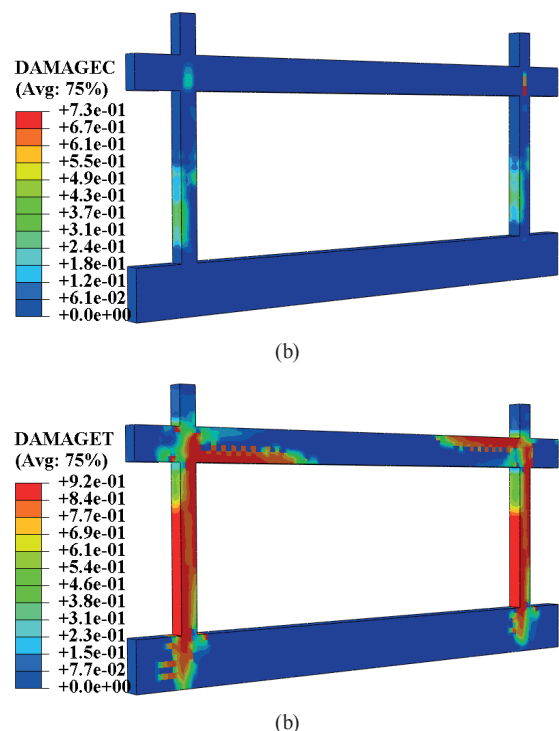 DAMAGEC
(Avg: 75%)
+7.3e-01
+6.7e-01
+6.1e-01
+5.5e-01
+4.9e-01
+4.3e-01
+3.7e-01
+3.1e-01
+2.4e-01
+1.8e-01
+1.2e-01
+6.1e-02
+0.0e+00
(b)
DAMAGET
(Avg: 75%)
+9.2e-01
+8.4e-01
+7.7e-01
+6.9e-01
+6.1e-01
+5.4e-01
+4.6e-01
+3.8e-01
+3.1e-01
+2.3e-01
+1.5e-01
+7.7e-02
+0.0e+00
(b)